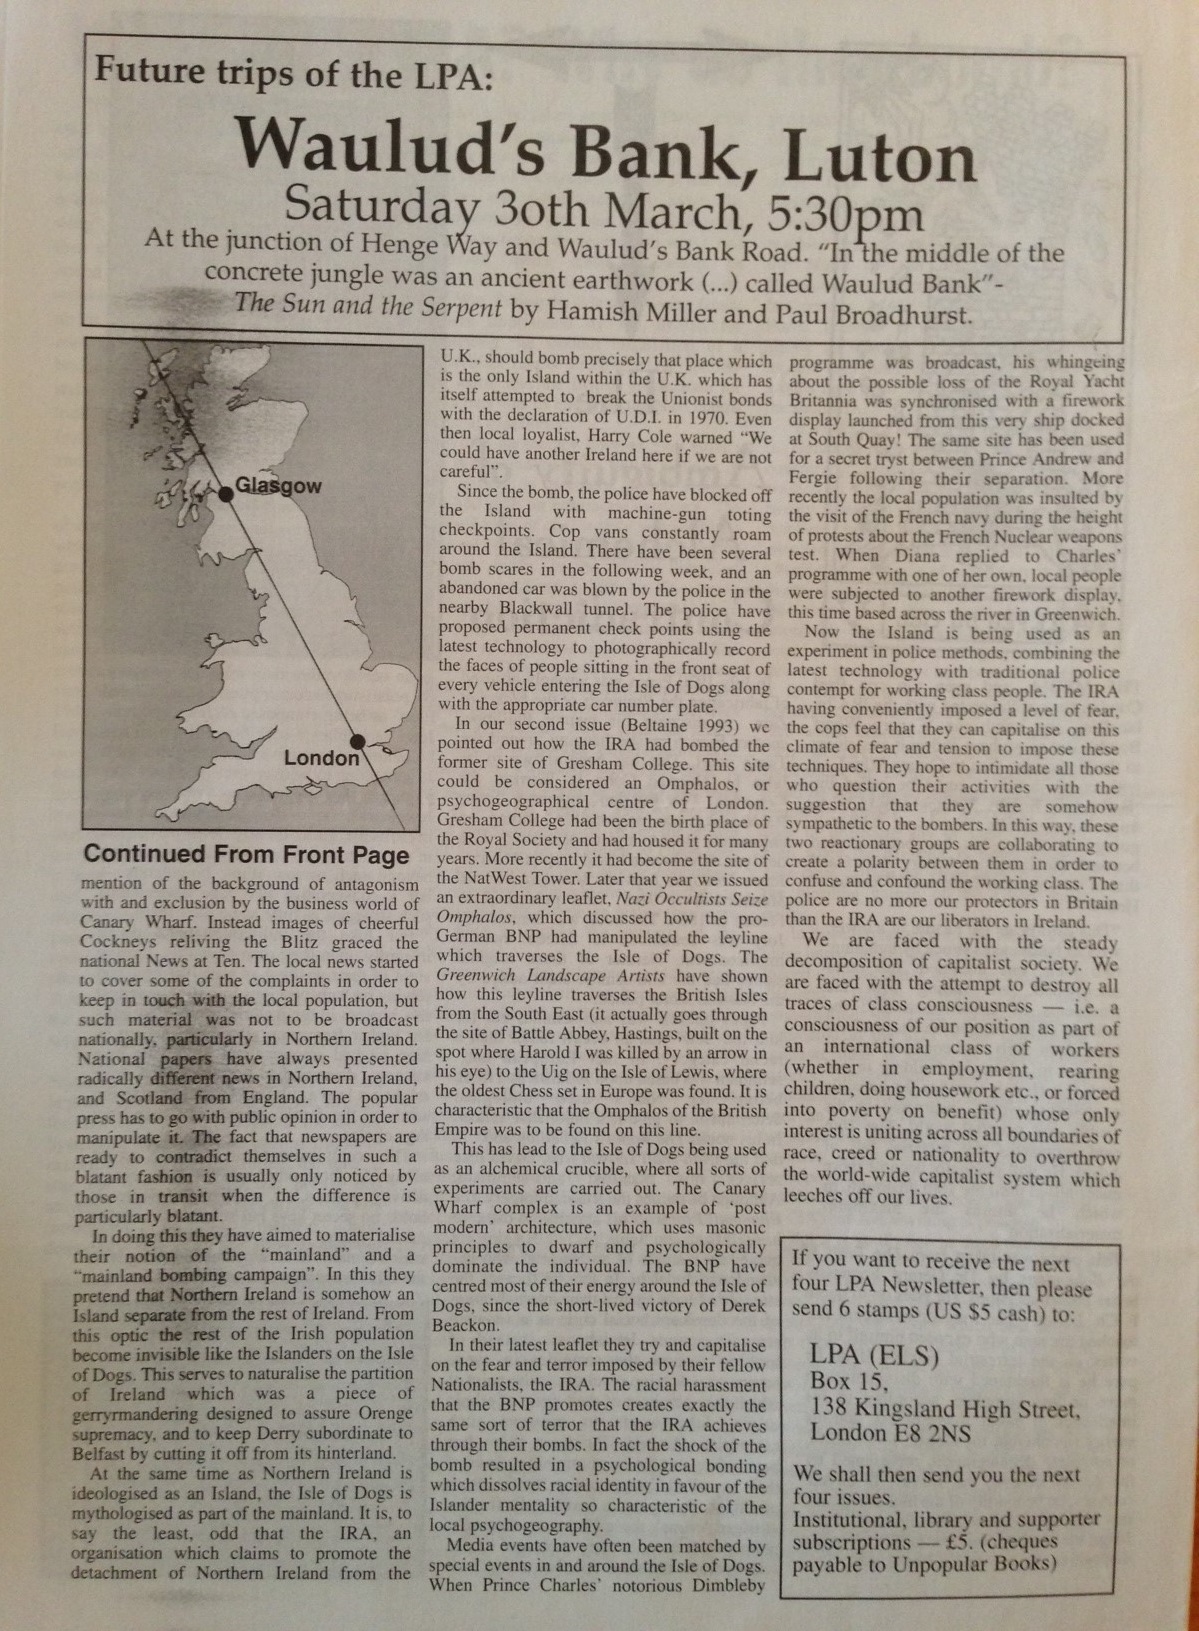 Future trips of the LPA:
Waulud's Bank, Luton
Saturday 3oth March, 5:30pm
At the junction of Henge Way and Waulud's Bank Road. "In the middle of the
concrete jungle was an ancient earthwork (...) called Waulud Bank"-
The Sun and the Serpent by Hamish Miller and Paul Broadhurst.
Glasgow
London
Continued From Front Page
mention of the background of antagonism
with and exclusion by the business world of
Canary Wharf. Instead images of cheerful
Cockneys reliving the Blitz graced the
national News at Ten. The local news started
to cover some of the complaints in order to
keep in touch with the local population, but
such material was not to be broadcast
nationally, particularly in Northern Ireland.
National papers have always presented
radically different news in Northern Ireland,
and Scotland from England. The popular
press has to go with public opinion in order to
manipulate it. The fact that newspapers are
ready to contradict themselves in such a
blatant fashion is usually only noticed by
those in transit when the difference is
particularly blatant.
In doing this they have aimed to materialise
their notion of the "mainland" and a
"mainland bombing campaign". In this they
pretend that Northern Ireland is somehow an
Island separate from the rest of Ireland. From
this optic the rest of the Irish population
become invisible like the Islanders on the Isle
of Dogs. This serves to naturalise the partition
of Ireland which was a piece of
gerryrmandering designed to assure Orenge
supremacy, and to keep Derry subordinate to
Belfast by cutting it off from its hinterland.
At the same time as Northern Ireland is
ideologised as an Island, the Isle of Dogs is
mythologised as part of the mainland. It is, to
say the least, odd that the IRA, an
organisation which claims to promote the
detachment of Northern Ireland from the
U.K., should bomb precisely that place which
is the only Island within the U.K. which has
itself attempted to break the Unionist bonds
with the declaration of U.D.I. in 1970. Even
then local loyalist, Harry Cole warned "We
could have another Ireland here if we are not
careful".
Since the bomb, the police have blocked off
the Island with machine-gun toting
checkpoints. Cop vans constantly roam
around the Island. There have been several
bomb scares in the following week, and an
abandoned car was blown by the police in the
nearby Blackwall tunnel. The police have
proposed permanent check points using the
latest technology to photographically record
the faces of people sitting in the front seat of
every vehicle entering the Isle of Dogs along
with the appropriate car number plate.
In our second issue (Beltaine 1993) we
pointed out how the IRA had bombed the
former site of Gresham College. This site
could be considered an Omphalos, or
psychogeographical centre of London.
Gresham College had been the birth place of
the Royal Society and had housed it for many
years. More recently it had become the site of
the NatWest Tower. Later that year we issued
an extraordinary leaflet, Nazi Occultists Seize
Omphalos, which discussed how the pro-
German BNP had manipulated the leyline
which traverses the Isle of Dogs. The
Greenwich Landscape Artists have shown
how this leyline traverses the British Isles
from the South East (it actually goes through
the site of Battle Abbey, Hastings, built on the
spot where Harold I was killed by an arrow in
his eye) to the Uig on the Isle of Lewis, where
the oldest Chess set in Europe was found. It is
characteristic that the Omphalos of the British
Empire was to be found on this line.
This has lead to the Isle of Dogs being used
as an alchemical crucible, where all sorts of
experiments are carried out. The Canary
Wharf complex is an example of 'post
modern' architecture, which uses masonic
principles to dwarf and psychologically
dominate the individual. The BNP have
centred most of their energy around the Isle of
Dogs, since the short-lived victory of Derek
Beackon.
In their latest leaflet they try and capitalise
on the fear and terror imposed by their fellow
Nationalists, the IRA. The racial harassment
that the BNP promotes creates exactly the
same sort of terror that the IRA achieves
through their bombs. In fact the shock of the
bomb resulted in a psychological bonding
which dissolves racial identity in favour of the
Islander mentality so characteristic of the
local psychogeography.
Media events have often been matched by
special events in and around the Isle of Dogs.
When Prince Charles' notorious Dimbleby
programme was broadcast, his whingeing
about the possible loss of the Royal Yacht
Britannia was synchronised with a firework
display launched from this very ship docked
at South Quay! The same site has been used
for a secret tryst between Prince Andrew and
Fergie following their separation. More
recently the local population was insulted by
the visit of the French navy during the height
of protests about the French Nuclear weapons
test. When Diana replied to Charles'
programme with one of her own, local people
were subjected to another firework display,
this time based across the river in Greenwich.
Now the Island is being used as an
experiment in police methods, combining the
latest technology with traditional police
contempt for working class people. The IRA
having conveniently imposed a level of fear,
the cops feel that they can capitalise on this
climate of fear and tension to impose these
techniques. They hope to intimidate all those
who question their activities with the
suggestion that they are somehow
sympathetic to the bombers. In this way, these
two reactionary groups are collaborating to
create a polarity between them in order to
confuse and confound the working class. The
police are no more our protectors in Britain
than the IRA are our liberators in Ireland.
We are faced with the steady
decomposition of capitalist society. We
are faced with the attempt to destroy all
traces of class consciousness — i.e. a
consciousness of our position as part of
an international class of workers
(whether in employment, rearing
children, doing housework etc., or forced
into poverty on benefit) whose only
interest is uniting across all boundaries of
race, creed or nationality to overthrow
the world-wide capitalist system which
leeches off our lives.
If you want to receive the next
four LPA Newsletter, then please
send 6 stamps (US $5 cash) to:
LPA (ELS)
Box 15,
138 Kingsland High Street,
London E8 2NS
We shall then send you the next
four issues.
Institutional, library and supporter
subscriptions — £5. (cheques
payable to Unpopular Books)